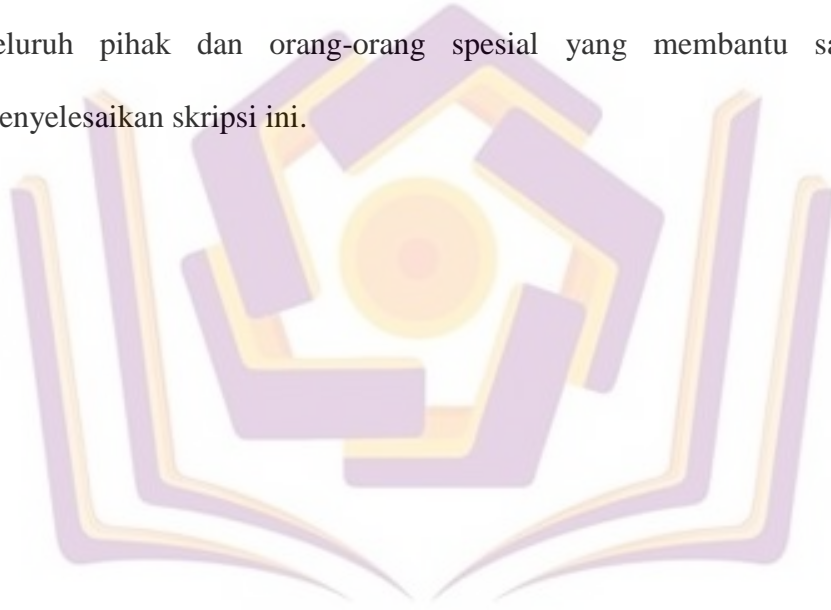 eluruh pihak dan orang-orang spesial yang membantu sa
enyelesaikan skripsi ini.